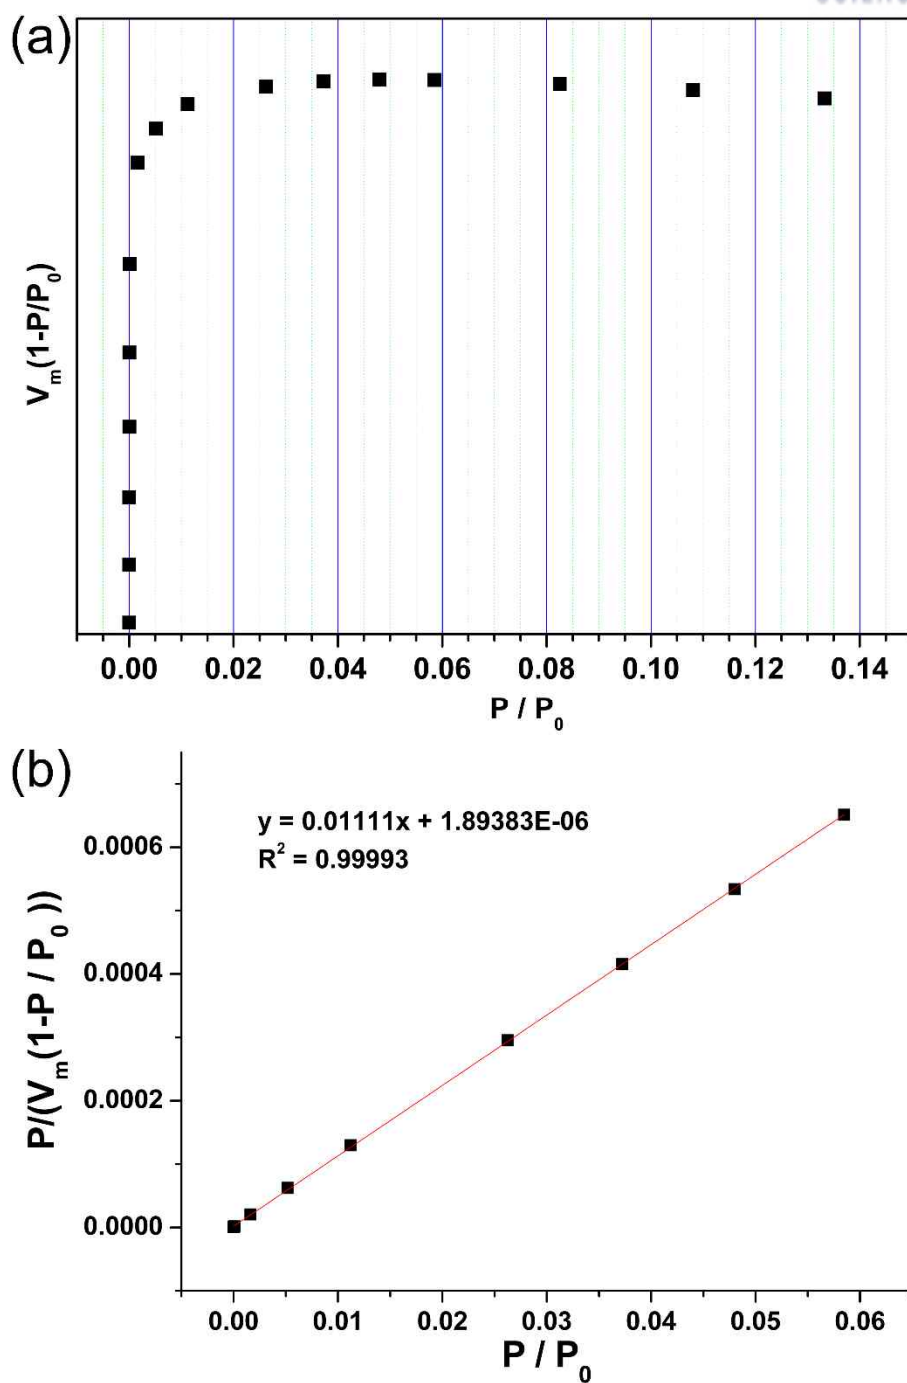 (a)
V_m(1-P/P_0)
0.00 0.02 0.04 0.06 0.08 0.10 0.12 0.14
P / P_0
(b)
y = 0.01111x + 1.89383E-06
R^2 = 0.99993
P/(V_m(1-P / P_0 ))
0.0006
0.0004
0.0002
0.0000
0.00 0.01 0.02 0.03 0.04 0.05 0.06
P / P_0